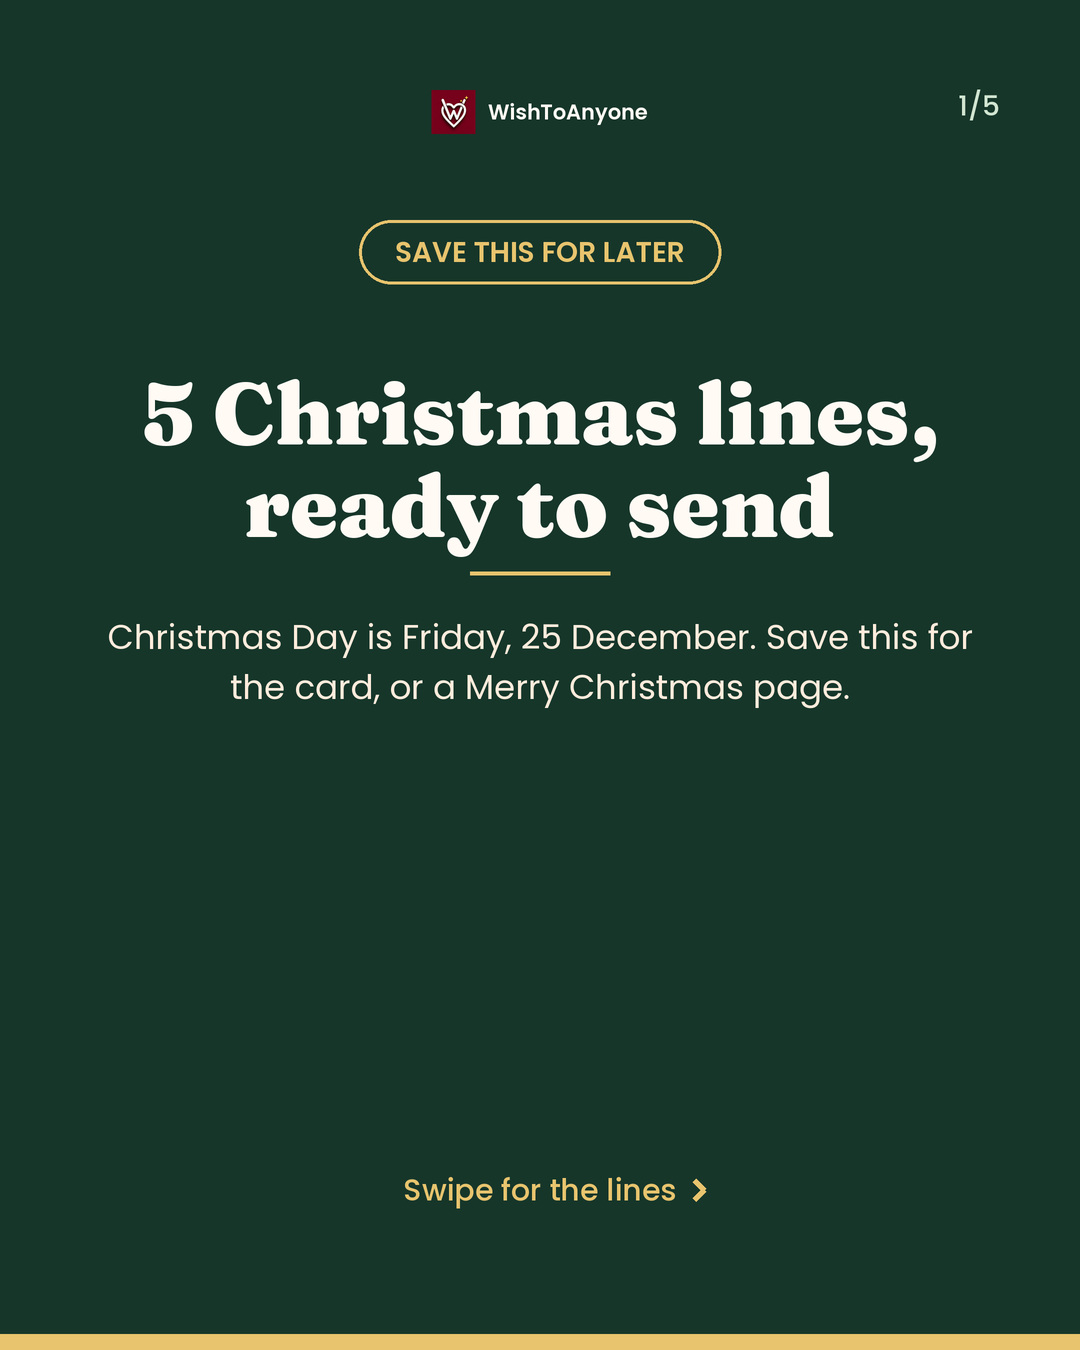 WishToAnyone
1/5
SAVE THIS FOR LATER
5 Christmas lines,
ready to send
Christmas Day is Friday, 25 December. Save this for
the card, or a Merry Christmas page.
Swipe for the lines